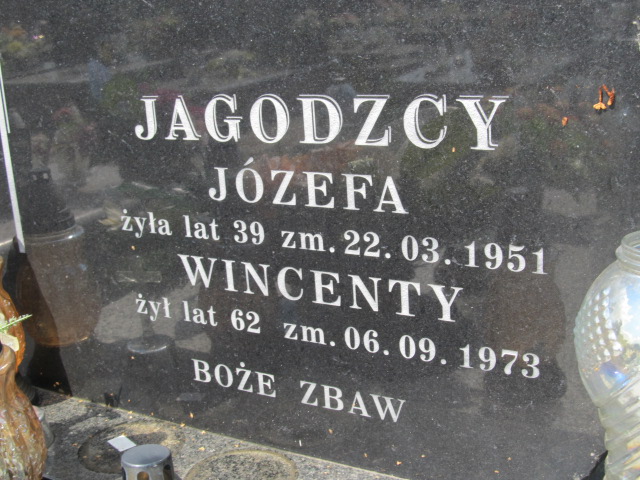 JAGODZCY
JÓZEFA
żyła lat 39 zm. 22. 03. 1951
WINCENTY
żył lat 62 zm. 06. 09. 1973
BOŻE ZBAW